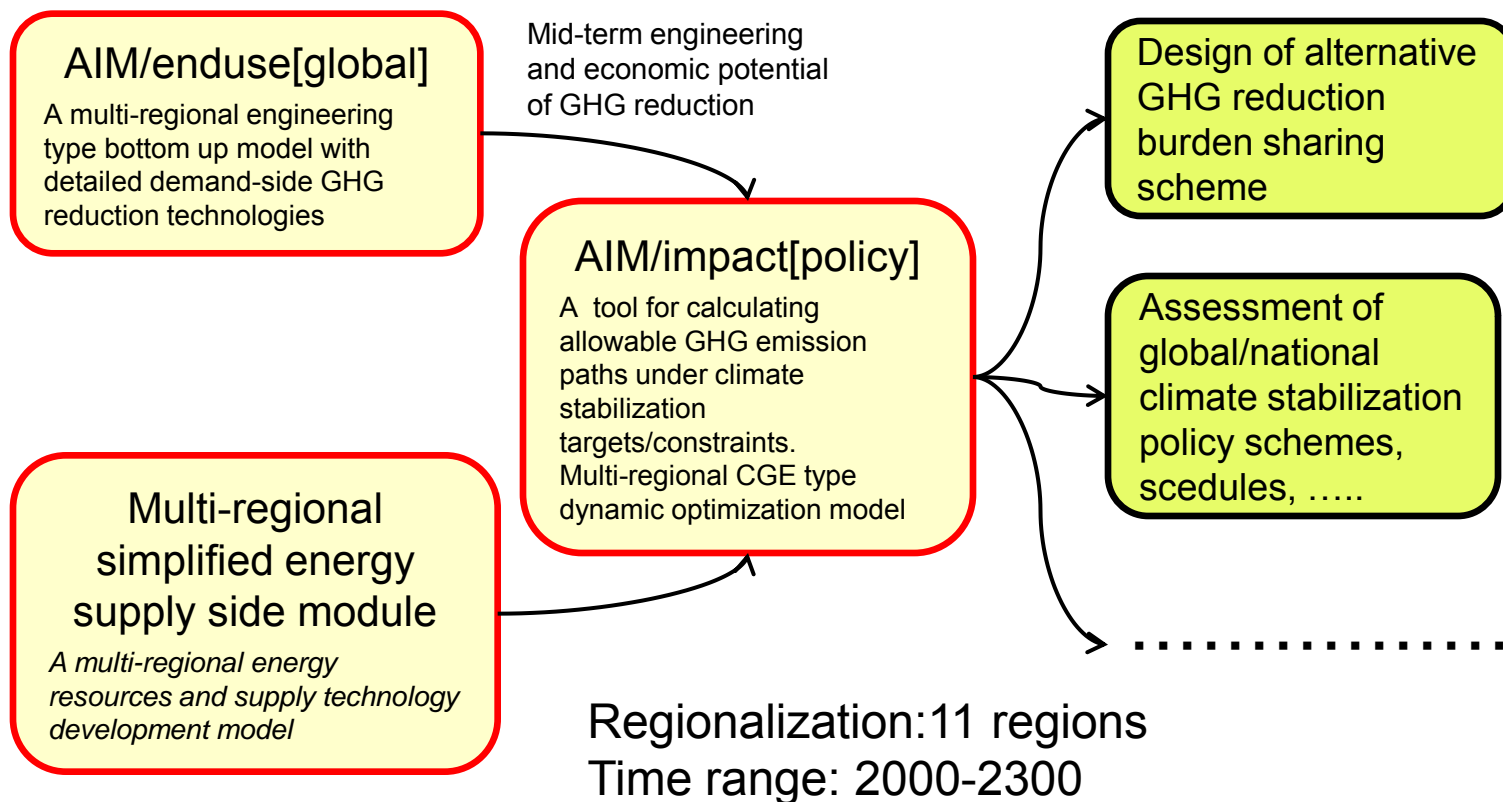 AIM/enduse[global]
A multi-regional engineering
type bottom up model with
detailed demand-side GHG
reduction technologies
Mid-term engineering
and economic potential
of GHG reduction
Multi-regional
simplified energy
supply side module
A multi-regional energy
resources and supply technology
development model
AIM/impact[policy]
A tool for calculating
allowable GHG emission
paths under climate
stabilization
targets/constraints.
Multi-regional CGE type
dynamic optimization model
Design of alternative
GHG reduction
burden sharing
scheme
Assessment of
global/national
climate stabilization
policy schemes,
scedules, …..
Regionalization:11 regions
Time range: 2000-2300